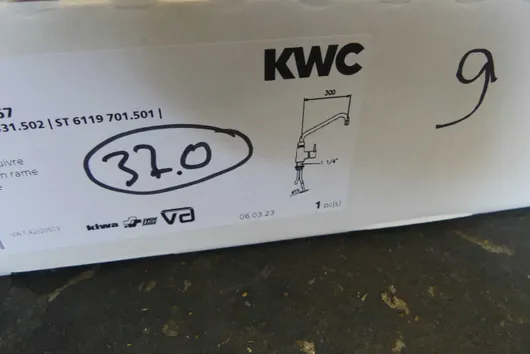 KWC
9
57
31.502 | ST 6119 701.501 |
300
37.0
uivre
n rame
e
1/4"
kiwa
va
06.03.23
1 pc(s)